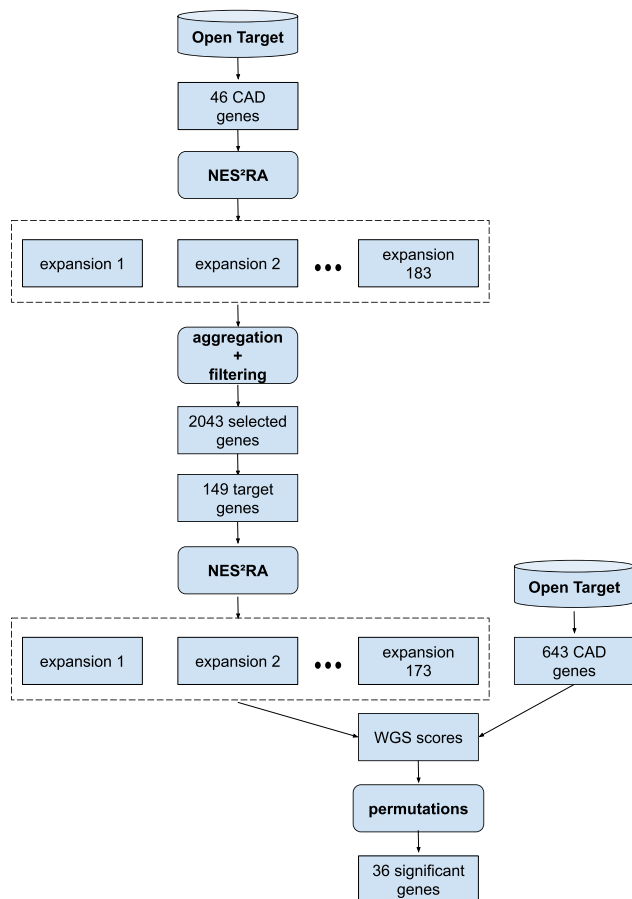 Open Target
46 CAD
genes
NES²RA
expansion 1
expansion 2
•••
expansion
183
aggregation
+
filtering
2043 selected
genes
149 target
genes
NES²RA
Open Target
643 CAD
genes
expansion 1
expansion 2
•••
expansion
173
WGS scores
permutations
36 significant
genes